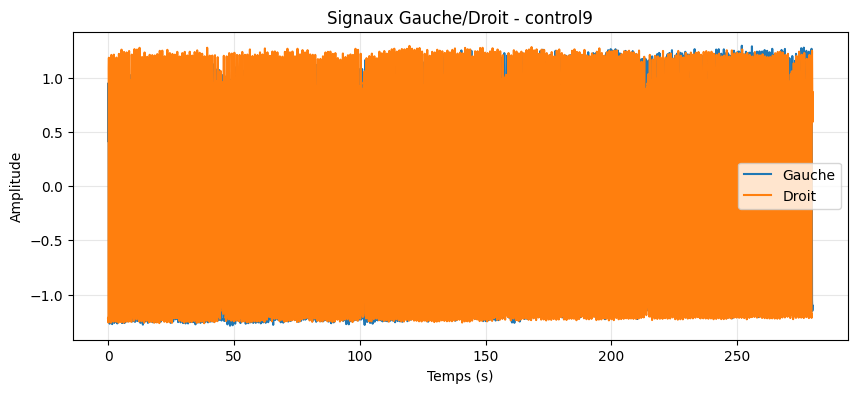 Signaux Gauche/Droit - control9
1.0
0.5
0.0
−0.5
−1.0
Amplitude
Gauche
Droit
0
50
100
150
200
250
Temps (s)